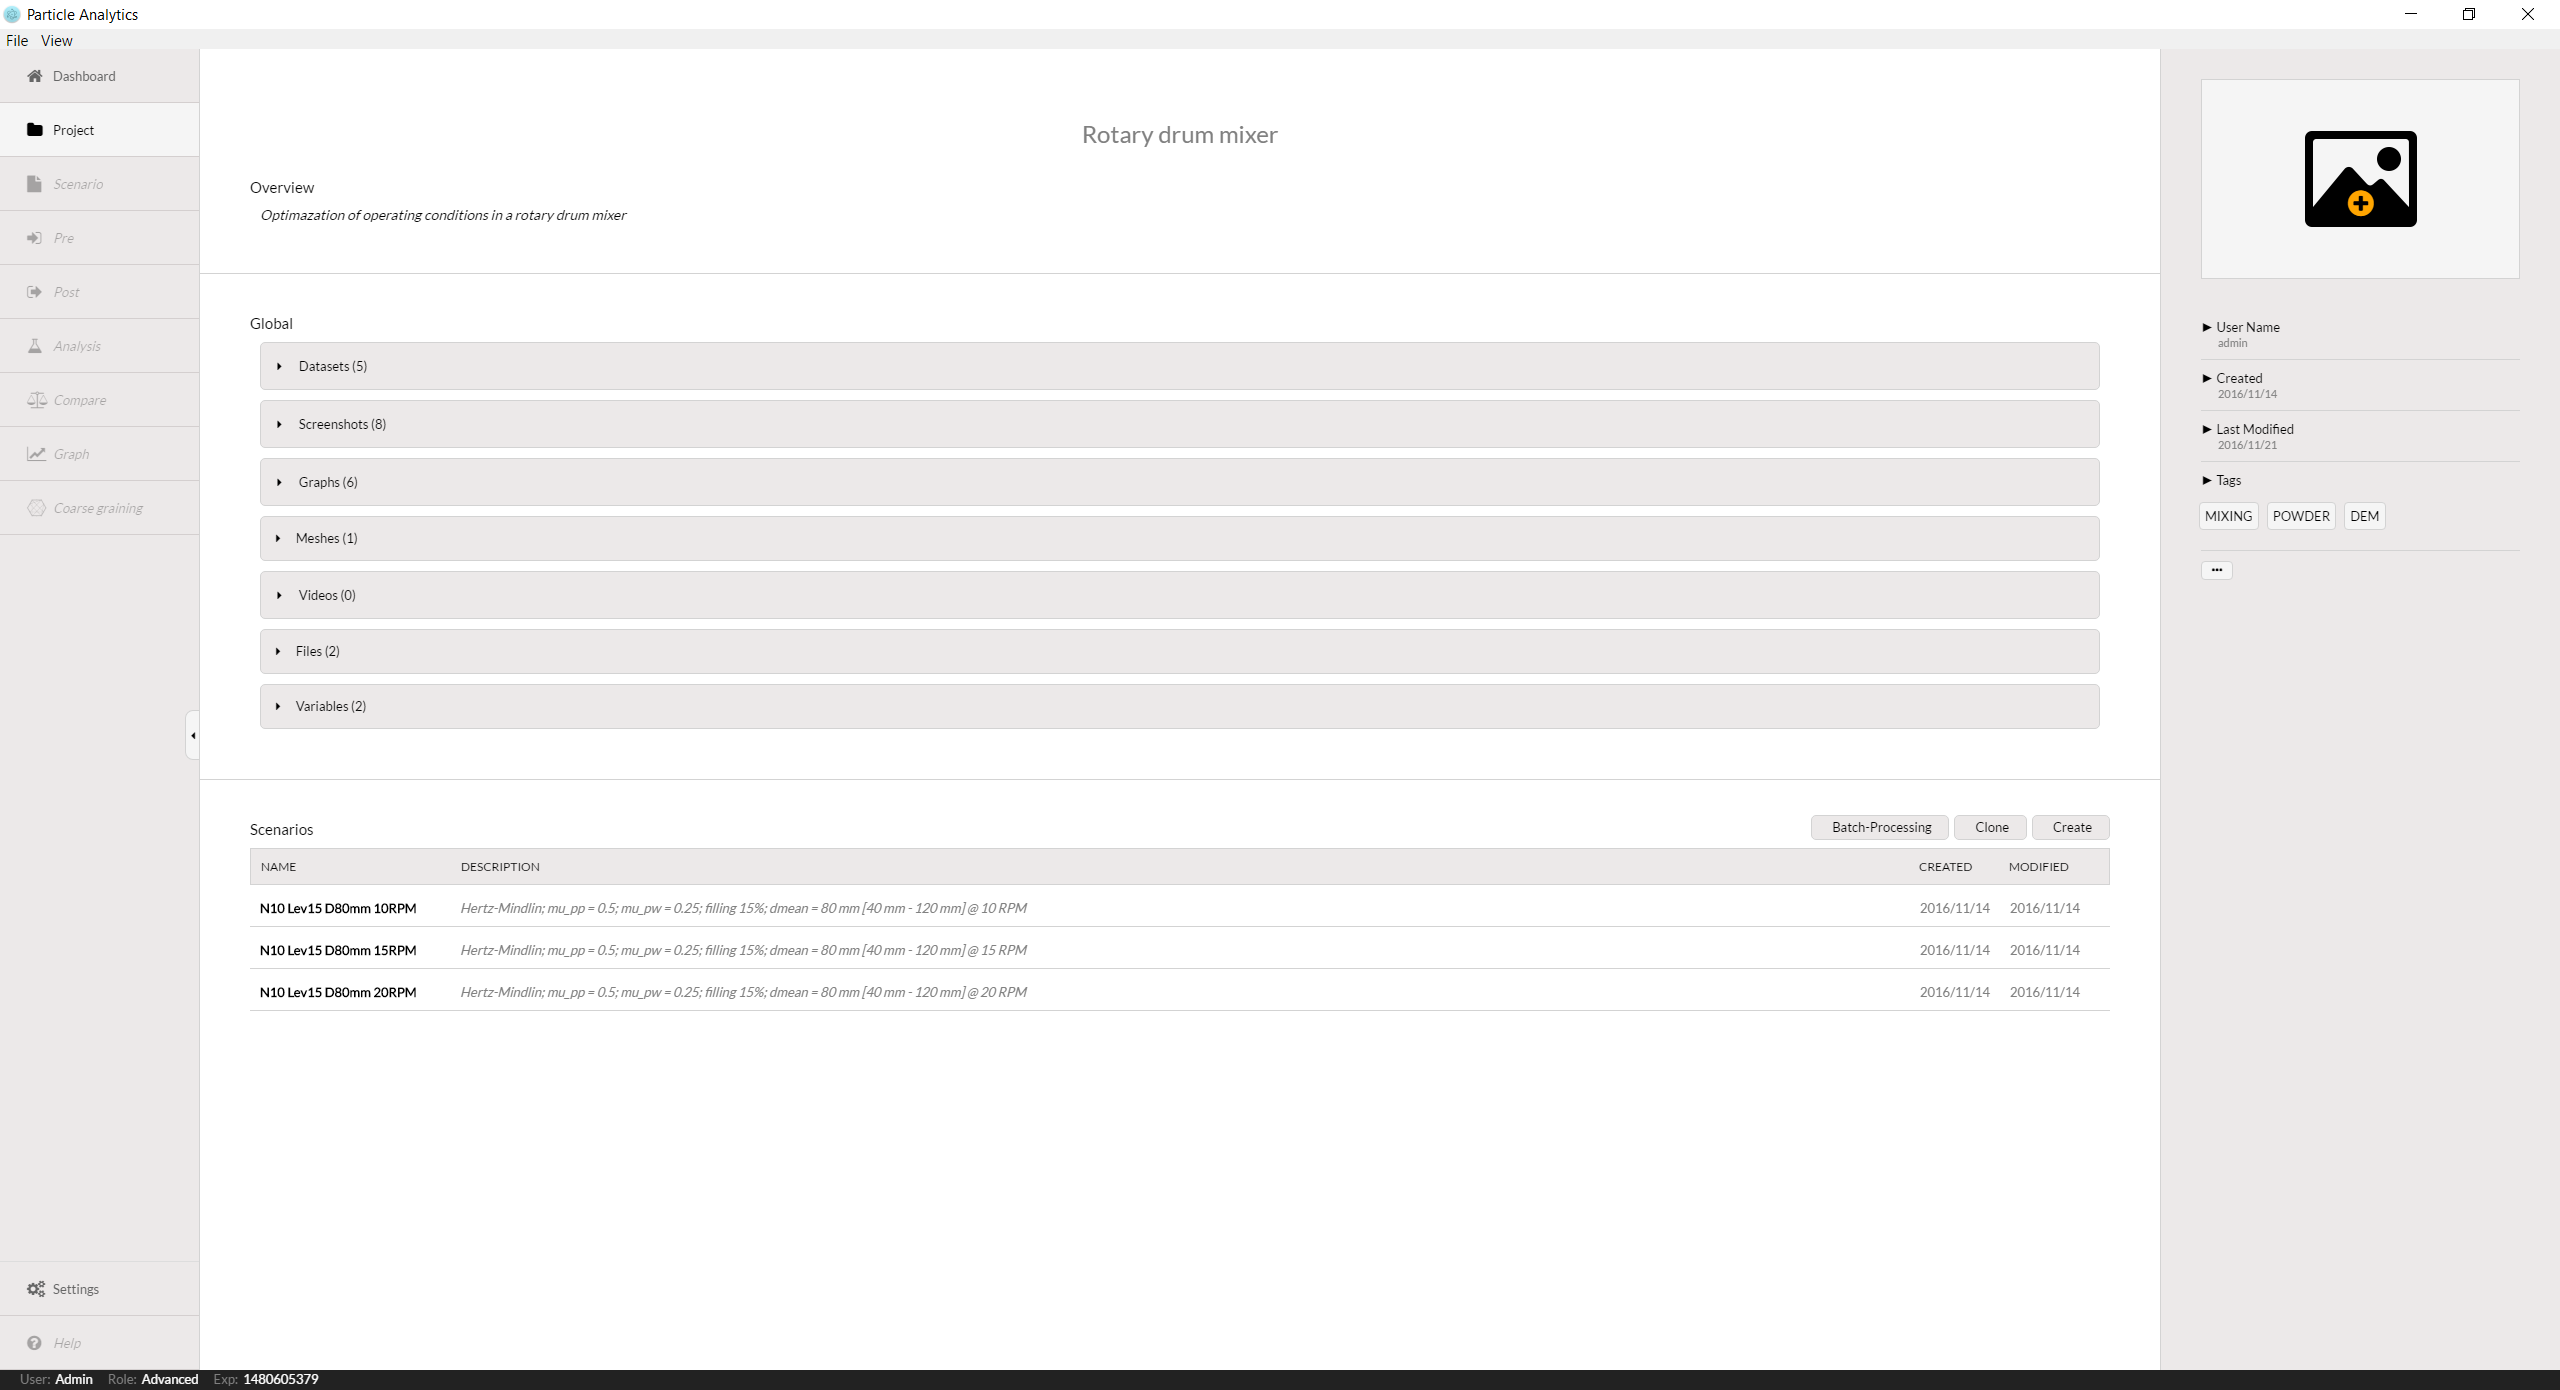 Particle Analytics
File View
Dashboard
Project
Scenario
Pre
Post
Analysis
Compare
Graph
Coarse graining
Settings
Help
Rotary drum mixer
Overview
Optimazation of operating conditions in a rotary drum mixer
Global
Datasets (5)
Screenshots (8)
Graphs (6)
Meshes (1)
Videos (0)
Files (2)
Variables (2)
Scenarios
Batch-Processing Clone Create
NAME DESCRIPTION CREATED MODIFIED
N10 Lev15 D80mm 10RPM Hertz-Mindlin; mu_pp = 0.5; mu_pw = 0.25; filling 15%; dmean = 80 mm [40 mm - 120 mm] @ 10 RPM 2016/11/14 2016/11/14
N10 Lev15 D80mm 15RPM Hertz-Mindlin; mu_pp = 0.5; mu_pw = 0.25; filling 15%; dmean = 80 mm [40 mm - 120 mm] @ 15 RPM 2016/11/14 2016/11/14
N10 Lev15 D80mm 20RPM Hertz-Mindlin; mu_pp = 0.5; mu_pw = 0.25; filling 15%; dmean = 80 mm [40 mm - 120 mm] @ 20 RPM 2016/11/14 2016/11/14
User Name
admin
Created
2016/11/14
Last Modified
2016/11/21
Tags
MIXING POWDER DEM
User: Admin Role: Advanced Exp: 1480605379